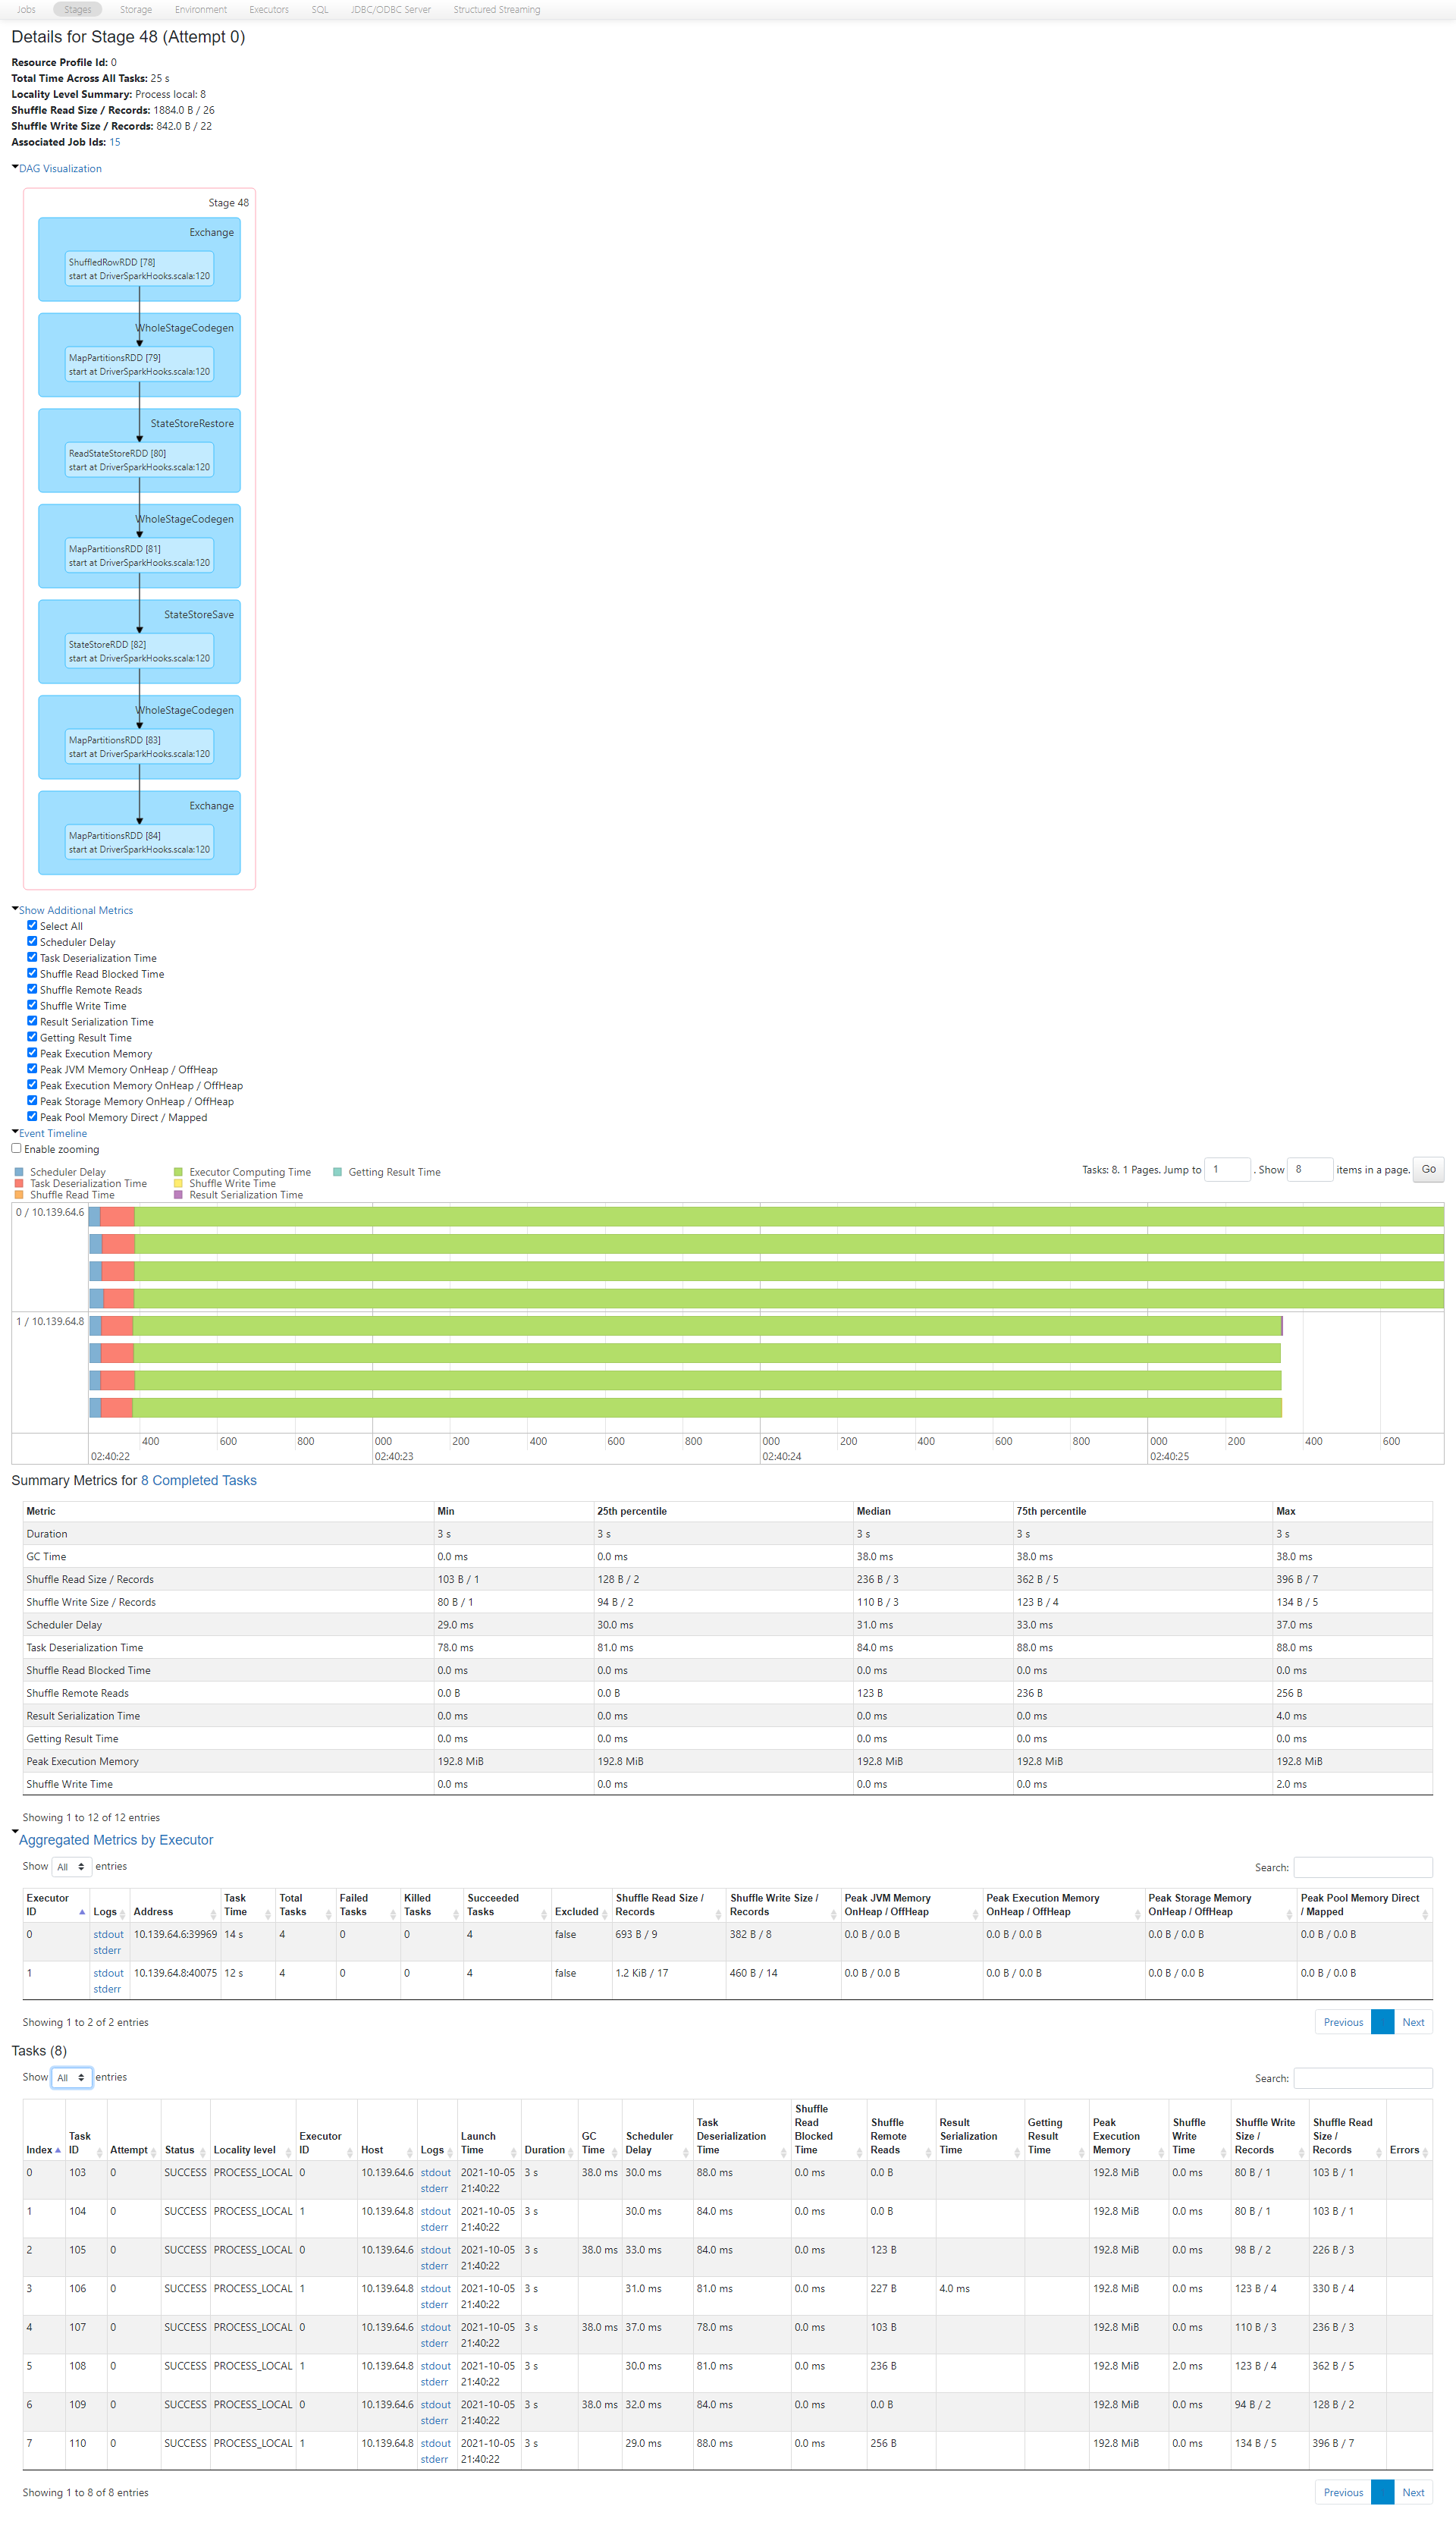 Jobs Stages Storage Environment Executors SQL JDBC/ODBC Server Structured Streaming
Details for Stage 48 (Attempt 0)
Resource Profile Id: 0
Total Time Across All Tasks: 25 s
Locality Level Summary: Process local: 8
Shuffle Read Size / Records: 1884.0 B / 26
Shuffle Write Size / Records: 842.0 B / 22
Associated Job Ids: 15
DAG Visualization
Stage 48
Exchange
ShuffledRowRDD [78]
start at DriverSparkHooks.scala:120
WholeStageCodegen
MapPartitionsRDD [79]
start at DriverSparkHooks.scala:120
StateStoreRestore
ReadStateStoreRDD [80]
start at DriverSparkHooks.scala:120
WholeStageCodegen
MapPartitionsRDD [81]
start at DriverSparkHooks.scala:120
StateStoreSave
StateStoreRDD [82]
start at DriverSparkHooks.scala:120
WholeStageCodegen
MapPartitionsRDD [83]
start at DriverSparkHooks.scala:120
Exchange
MapPartitionsRDD [84]
start at DriverSparkHooks.scala:120
Show Additional Metrics
Select All
Scheduler Delay
Task Deserialization Time
Shuffle Read Blocked Time
Shuffle Remote Reads
Shuffle Write Time
Result Serialization Time
Getting Result Time
Peak Execution Memory
Peak JVM Memory OnHeap / OffHeap
Peak Execution Memory OnHeap / OffHeap
Peak Storage Memory OnHeap / OffHeap
Peak Pool Memory Direct / Mapped
Event Timeline
Enable zooming
Scheduler Delay Executor Computing Time Getting Result Time
Task Deserialization Time Shuffle Write Time
Shuffle Read Time Result Serialization Time
Tasks: 8. 1 Pages. Jump to 1 . Show 8 items in a page. Go
0 / 10.139.64.6
1 / 10.139.64.8
400 600 800 000 200 400 600 800 000 200 400 600 800 000 200 400 600
02:40:22 02:40:23 02:40:24 02:40:25
Summary Metrics for 8 Completed Tasks
Metric Min 25th percentile Median 75th percentile Max
Duration 3 s 3 s 3 s 3 s 3 s
GC Time 0.0 ms 0.0 ms 38.0 ms 38.0 ms 38.0 ms
Shuffle Read Size / Records 103 B / 1 128 B / 2 236 B / 3 362 B / 5 396 B / 7
Shuffle Write Size / Records 80 B / 1 94 B / 2 110 B / 3 123 B / 4 134 B / 5
Scheduler Delay 29.0 ms 30.0 ms 31.0 ms 33.0 ms 37.0 ms
Task Deserialization Time 78.0 ms 81.0 ms 84.0 ms 88.0 ms 88.0 ms
Shuffle Read Blocked Time 0.0 ms 0.0 ms 0.0 ms 0.0 ms 0.0 ms
Shuffle Remote Reads 0.0 B 0.0 B 123 B 236 B 256 B
Result Serialization Time 0.0 ms 0.0 ms 0.0 ms 0.0 ms 4.0 ms
Getting Result Time 0.0 ms 0.0 ms 0.0 ms 0.0 ms 0.0 ms
Peak Execution Memory 192.8 MiB 192.8 MiB 192.8 MiB 192.8 MiB 192.8 MiB
Shuffle Write Time 0.0 ms 0.0 ms 0.0 ms 0.0 ms 2.0 ms
Showing 1 to 12 of 12 entries
Aggregated Metrics by Executor
Show All entries Search:
Executor Task Total Failed Killed Succeeded Shuffle Read Size / Shuffle Write Size / Peak JVM Memory Peak Execution Memory Peak Storage Memory Peak Pool Memory Direct
ID Logs Address Time Tasks Tasks Tasks Tasks Excluded Records Records OnHeap / OffHeap OnHeap / OffHeap OnHeap / OffHeap / Mapped
0 stdout 10.139.64.6:39969 14 s 4 0 0 4 false 693 B / 9 382 B / 8 0.0 B / 0.0 B 0.0 B / 0.0 B 0.0 B / 0.0 B 0.0 B / 0.0 B
stderr
1 stdout 10.139.64.8:40075 12 s 4 0 0 4 false 1.2 KiB / 17 460 B / 14 0.0 B / 0.0 B 0.0 B / 0.0 B 0.0 B / 0.0 B 0.0 B / 0.0 B
stderr
Showing 1 to 2 of 2 entries Previous Next
Tasks (8)
Show All entries Search:
Shuffle
Task Executor Launch GC Scheduler Task Read Shuffle Result Getting Peak Shuffle Shuffle Write Shuffle Read
ID ID Time Time Delay Deserialization Blocked Remote Serialization Result Execution Write Size / Size /
Index Attempt Status Locality level Host Logs Duration Time Time Reads Time Time Memory Time Records Records Errors
0 103 0 SUCCESS PROCESS_LOCAL 0 10.139.64.6 stdout 2021-10-05 3 s 38.0 ms 30.0 ms 88.0 ms 0.0 ms 0.0 B 192.8 MiB 0.0 ms 80 B / 1 103 B / 1
stderr 21:40:22
1 104 0 SUCCESS PROCESS_LOCAL 1 10.139.64.8 stdout 2021-10-05 3 s 30.0 ms 84.0 ms 0.0 ms 0.0 B 192.8 MiB 0.0 ms 80 B / 1 103 B / 1
stderr 21:40:22
2 105 0 SUCCESS PROCESS_LOCAL 0 10.139.64.6 stdout 2021-10-05 3 s 38.0 ms 33.0 ms 84.0 ms 0.0 ms 123 B 192.8 MiB 0.0 ms 98 B / 2 226 B / 3
stderr 21:40:22
3 106 0 SUCCESS PROCESS_LOCAL 1 10.139.64.8 stdout 2021-10-05 3 s 31.0 ms 81.0 ms 0.0 ms 227 B 4.0 ms 192.8 MiB 0.0 ms 123 B / 4 330 B / 4
stderr 21:40:22
4 107 0 SUCCESS PROCESS_LOCAL 0 10.139.64.6 stdout 2021-10-05 3 s 38.0 ms 37.0 ms 78.0 ms 0.0 ms 103 B 192.8 MiB 0.0 ms 110 B / 3 236 B / 3
stderr 21:40:22
5 108 0 SUCCESS PROCESS_LOCAL 1 10.139.64.8 stdout 2021-10-05 3 s 30.0 ms 81.0 ms 0.0 ms 236 B 192.8 MiB 2.0 ms 123 B / 4 362 B / 5
stderr 21:40:22
6 109 0 SUCCESS PROCESS_LOCAL 0 10.139.64.6 stdout 2021-10-05 3 s 38.0 ms 32.0 ms 84.0 ms 0.0 ms 0.0 B 192.8 MiB 0.0 ms 94 B / 2 128 B / 2
stderr 21:40:22
7 110 0 SUCCESS PROCESS_LOCAL 1 10.139.64.8 stdout 2021-10-05 3 s 29.0 ms 88.0 ms 0.0 ms 256 B 192.8 MiB 0.0 ms 134 B / 5 396 B / 7
stderr 21:40:22
Showing 1 to 8 of 8 entries Previous Next